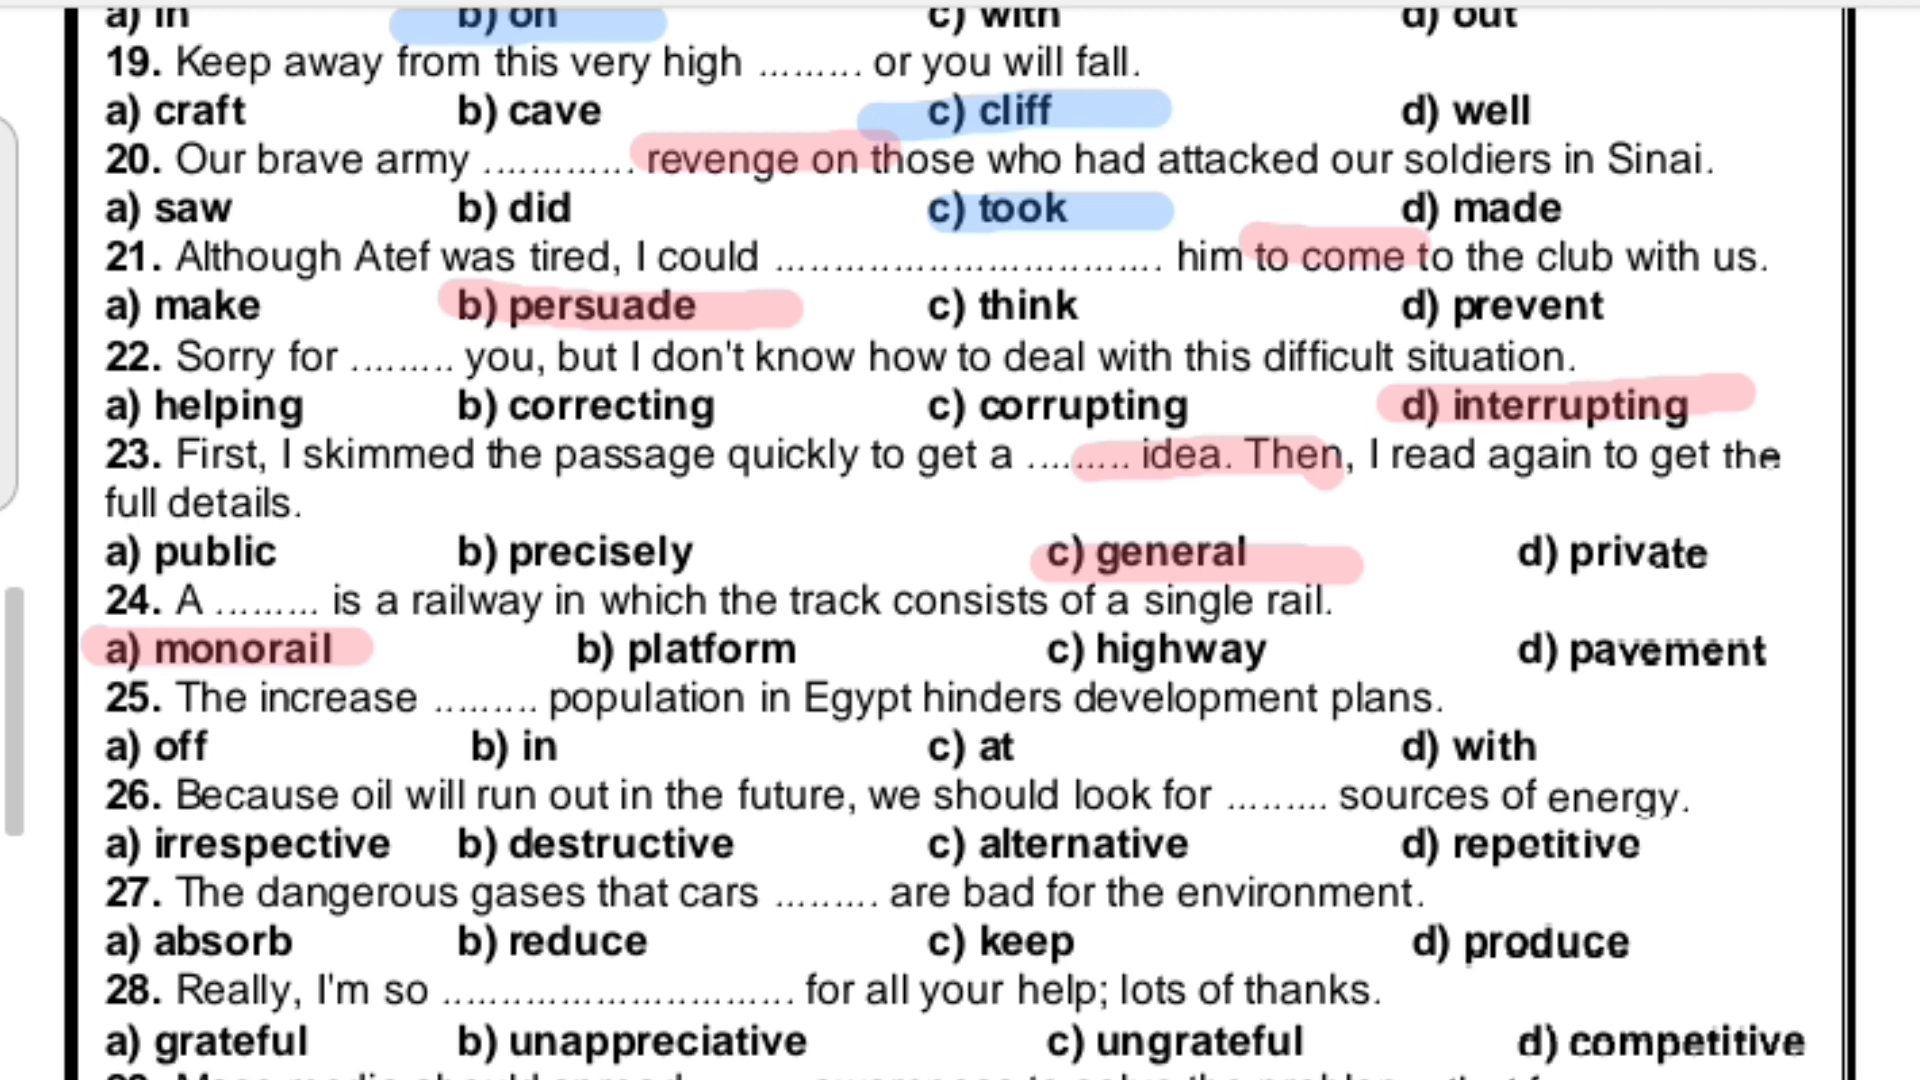 a) in b) on c) with d) out
19. Keep away from this very high ......... or you will fall.
a) craft b) cave c) cliff d) well
20. Our brave army ............ revenge on those who had attacked our soldiers in Sinai.
a) saw b) did c) took d) made
21. Although Atef was tired, I could ................................. him to come to the club with us.
a) make b) persuade c) think d) prevent
22. Sorry for ......... you, but I don't know how to deal with this difficult situation.
a) helping b) correcting c) corrupting d) interrupting
23. First, I skimmed the passage quickly to get a ......... idea. Then, I read again to get the
full details.
a) public b) precisely c) general d) private
24. A ......... is a railway in which the track consists of a single rail.
a) monorail b) platform c) highway d) pavement
25. The increase ......... population in Egypt hinders development plans.
a) off b) in c) at d) with
26. Because oil will run out in the future, we should look for ......... sources of energy.
a) irrespective b) destructive c) alternative d) repetitive
27. The dangerous gases that cars ......... are bad for the environment.
a) absorb b) reduce c) keep d) produce
28. Really, I'm so .............................. for all your help; lots of thanks.
a) grateful b) unappreciative c) ungrateful d) competitive